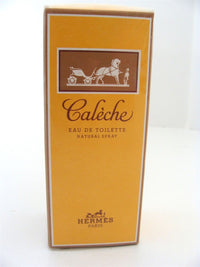 Calèche
EAU DE TOILETTE
NATURAL SPRAY
HERMÈS
PARIS